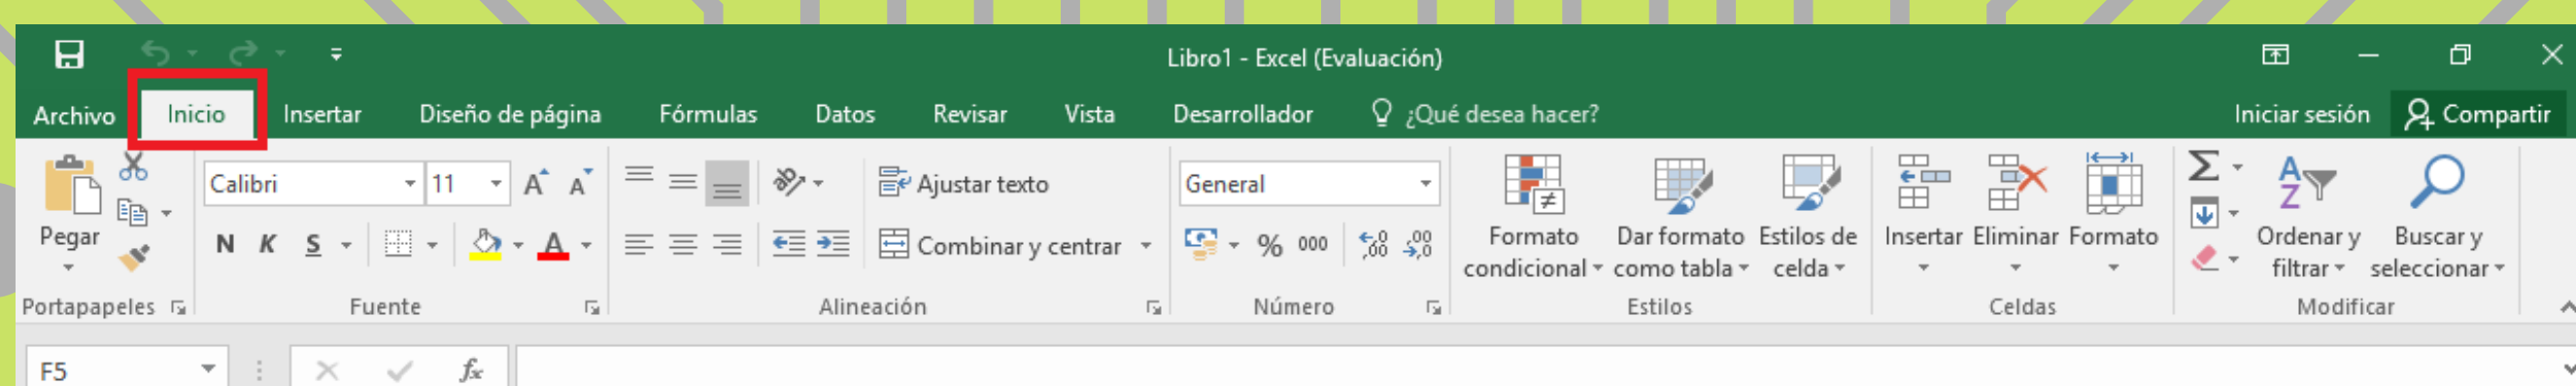 Libro1 - Excel (Evaluación)
Archivo Inicio Insertar Diseño de página Fórmulas Datos Revisar Vista Desarrollador ¿Qué desea hacer? Iniciar sesión Compartir
Calibri 11 A A Ajustar texto General
Pegar N K S A Combinar y centrar % 000
Formato condicional
Dar formato como tabla
Estilos de celda
Insertar Eliminar Formato
Ordenar y filtrar
Buscar y seleccionar
Portapapeles Fuente Alineación Número Estilos Celdas Modificar
F5 fx